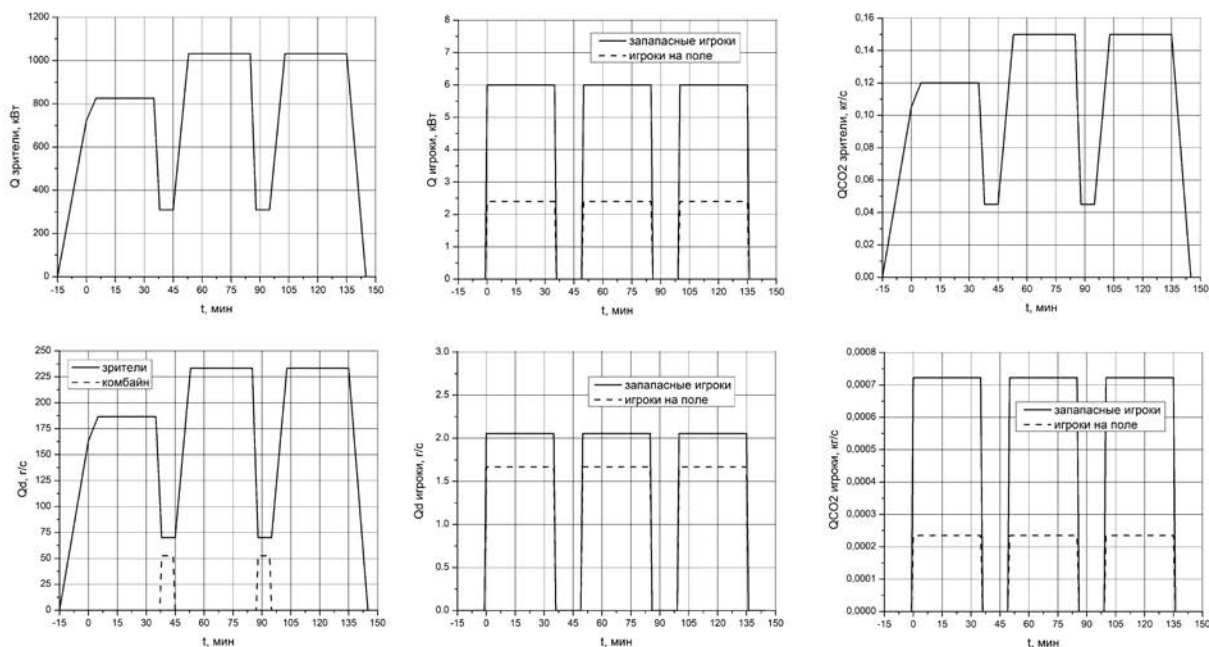 1200
1000
800
600
400
200
0
Q зрители, кВт
-15 0 15 30 45 60 75 90 105 120 135 150
t, мин
8
7
6
5
4
3
2
1
0
Q игроки, кВт
запапасные игроки
игроки на поле
-15 0 15 30 45 60 75 90 105 120 135 150
t, мин
0,16
0,14
0,12
0,10
0,08
0,06
0,04
0,02
0,00
QCO2 зрители, кг/с
-15 0 15 30 45 60 75 90 105 120 135 150
t, мин
250
225
200
175
150
125
100
75
50
25
0
Qd, г/с
зрители
комбайн
-15 0 15 30 45 60 75 90 105 120 135 150
t, мин
3.0
2.5
2.0
1.5
1.0
0.5
0.0
Qd игроки, г/с
запапасные игроки
игроки на поле
-15 0 15 30 45 60 75 90 105 120 135 150
t, мин
0,0008
0,0007
0,0006
0,0005
0,0004
0,0003
0,0002
0,0001
0,0000
QCO2 игроки, кг/с
запапасные игроки
игроки на поле
-15 0 15 30 45 60 75 90 105 120 135 150
t, мин